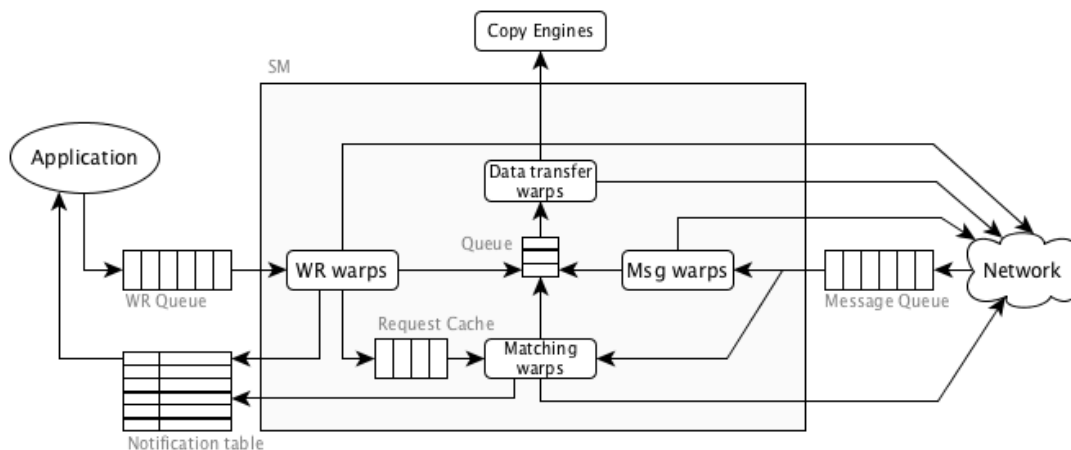 Copy Engines
SM
Application
Data transfer
warps
Queue
WR warps
Msg warps
Network
WR Queue
Message Queue
Request Cache
Matching
warps
Notification table